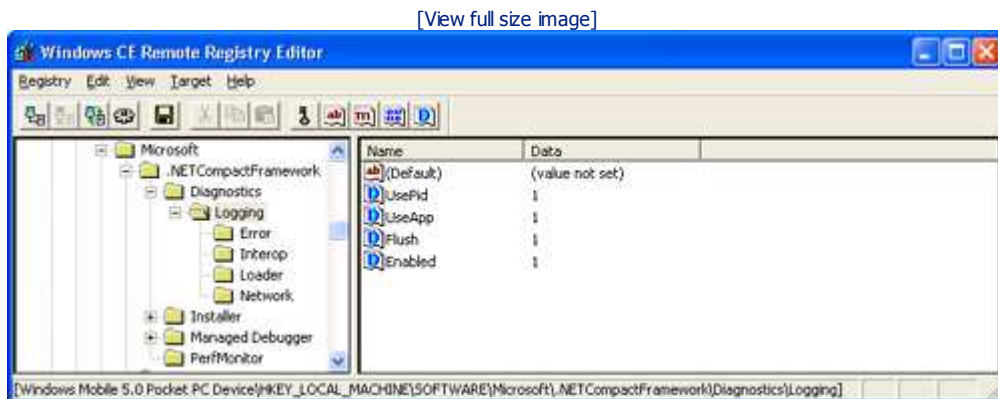 [View full size image]
Windows CE Remote Registry Editor
Registry Edit View Target Help
Microsoft
.NETCompactFramework
Diagnostics
Logging
Error
Interop
Loader
Network
Installer
Managed Debugger
PerfMonitor
Name Data
(Default) (value not set)
UsePid 1
UseApp 1
Flush 1
Enabled 1
[Windows Mobile 5.0 Pocket PC Device\HKEY_LOCAL_MACHINE\SOFTWARE\Microsoft\.NETCompactFramework\Diagnostics\Logging]